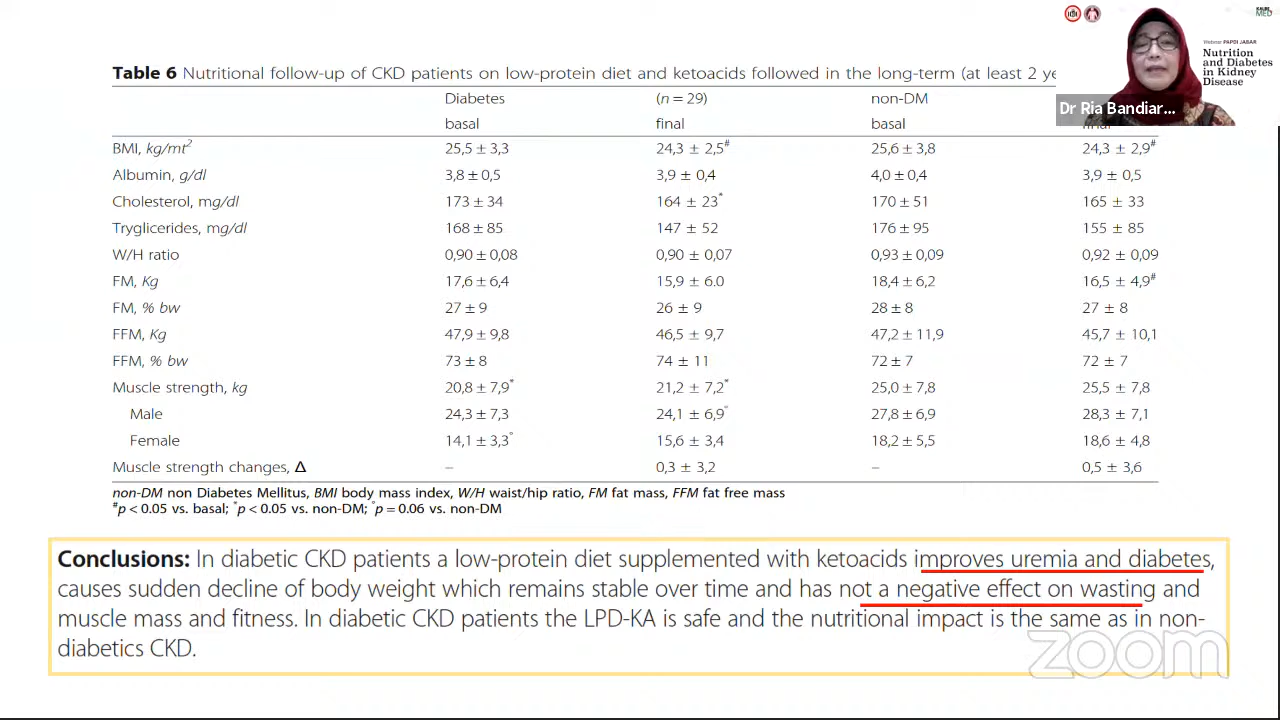 KALBE MED
Webinar PAPDI JABAR
Nutrition
and Diabetes
in Kidney
Disease
Dr Ria Bandiar...
Table 6 Nutritional follow-up of CKD patients on low-protein diet and ketoacids followed in the long-term (at least 2 ye
Diabetes (n = 29) non-DM
basal final basal final
BMI, kg/mt² 25,5 ± 3,3 24,3 ± 2,5# 25,6 ± 3,8 24,3 ± 2,9#
Albumin, g/dl 3,8 ± 0,5 3,9 ± 0,4 4,0 ± 0,4 3,9 ± 0,5
Cholesterol, mg/dl 173 ± 34 164 ± 23* 170 ± 51 165 ± 33
Tryglicerides, mg/dl 168 ± 85 147 ± 52 176 ± 95 155 ± 85
W/H ratio 0,90 ± 0,08 0,90 ± 0,07 0,93 ± 0,09 0,92 ± 0,09
FM, Kg 17,6 ± 6,4 15,9 ± 6.0 18,4 ± 6,2 16,5 ± 4,9#
FM, % bw 27 ± 9 26 ± 9 28 ± 8 27 ± 8
FFM, Kg 47,9 ± 9,8 46,5 ± 9,7 47,2 ± 11,9 45,7 ± 10,1
FFM, % bw 73 ± 8 74 ± 11 72 ± 7 72 ± 7
Muscle strength, kg 20,8 ± 7,9* 21,2 ± 7,2* 25,0 ± 7,8 25,5 ± 7,8
Male 24,3 ± 7,3 24,1 ± 6,9° 27,8 ± 6,9 28,3 ± 7,1
Female 14,1 ± 3,3° 15,6 ± 3,4 18,2 ± 5,5 18,6 ± 4,8
Muscle strength changes, Δ – 0,3 ± 3,2 – 0,5 ± 3,6
non-DM non Diabetes Mellitus, BMI body mass index, W/H waist/hip ratio, FM fat mass, FFM fat free mass
#p < 0.05 vs. basal; *p < 0.05 vs. non-DM; °p = 0.06 vs. non-DM
Conclusions: In diabetic CKD patients a low-protein diet supplemented with ketoacids improves uremia and diabetes,
causes sudden decline of body weight which remains stable over time and has not a negative effect on wasting and
muscle mass and fitness. In diabetic CKD patients the LPD-KA is safe and the nutritional impact is the same as in non-
diabetics CKD.
zoom